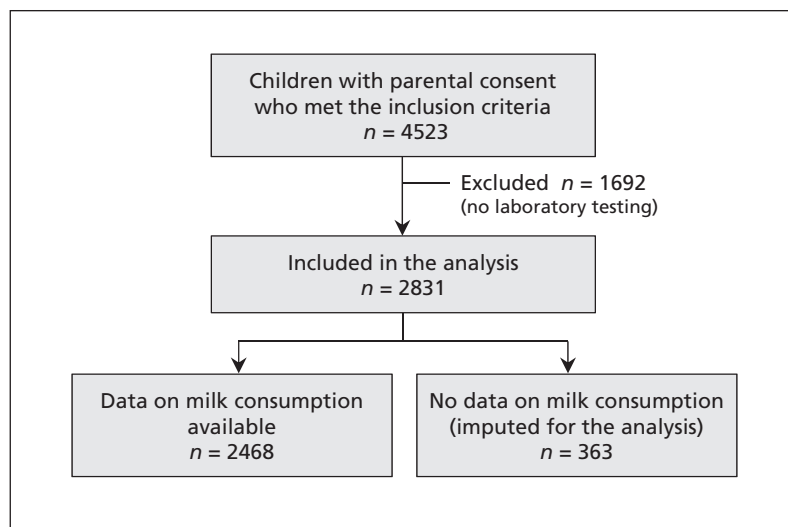 Children with parental consent
who met the inclusion criteria
n = 4523
Excluded n = 1692
(no laboratory testing)
Included in the analysis
n = 2831
Data on milk consumption
available
n = 2468
No data on milk consumption
(imputed for the analysis)
n = 363